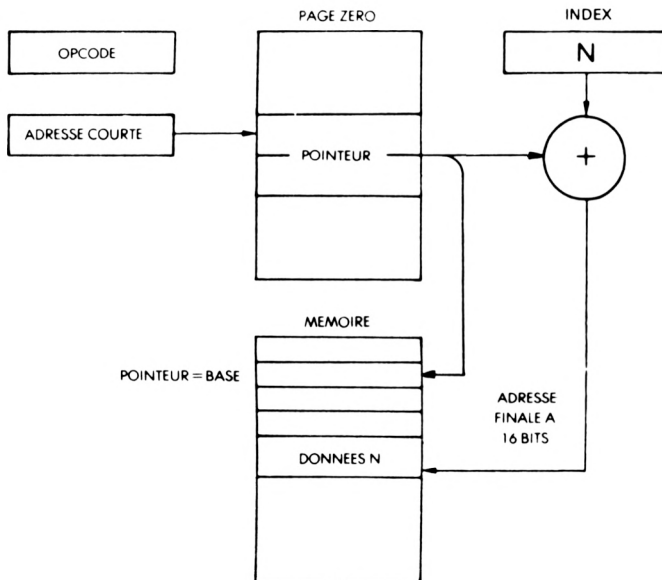 PAGE ZERO
INDEX
OPCODE
N
ADRESSE COURTE
POINTEUR
+
MEMOIRE
POINTEUR = BASE
ADRESSE
FINALE A
16 BITS
DONNEES N